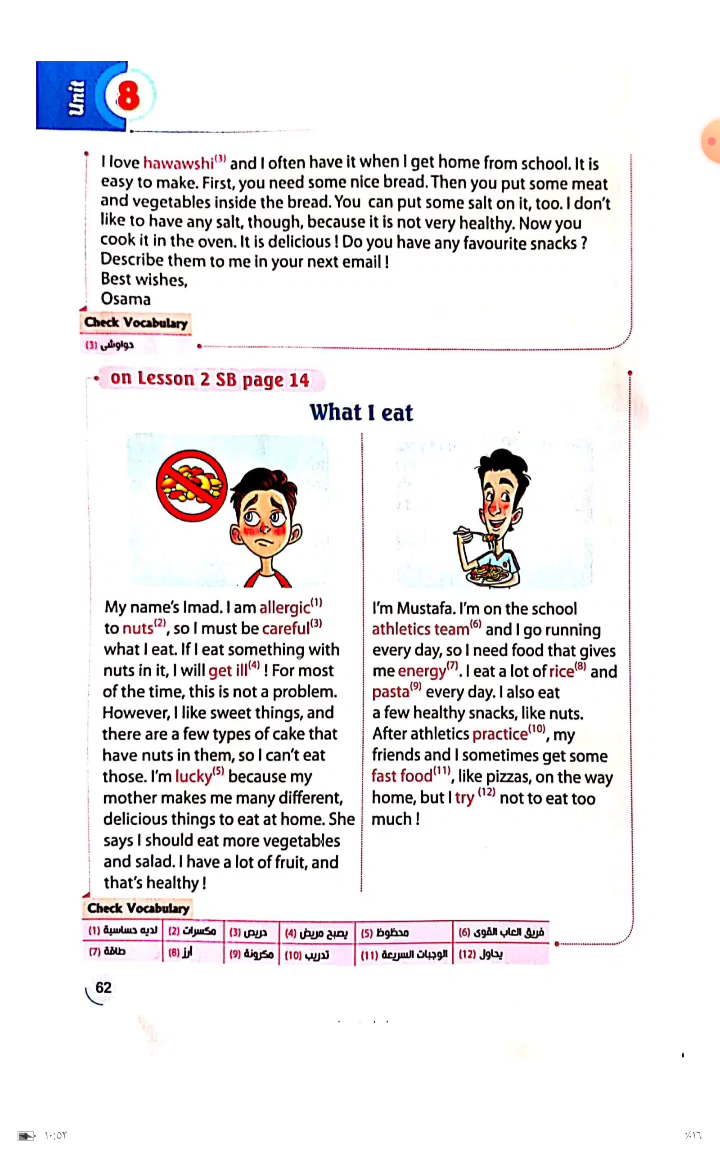 Unit 8
I love hawawshi(3) and I often have it when I get home from school. It is
easy to make. First, you need some nice bread. Then you put some meat
and vegetables inside the bread. You can put some salt on it, too. I don't
like to have any salt, though, because it is not very healthy. Now you
cook it in the oven. It is delicious ! Do you have any favourite snacks ?
Describe them to me in your next email !
Best wishes,
Osama
Check Vocabulary
(3) حواوشى
on Lesson 2 SB page 14
What I eat
My name's Imad. I am allergic(1)
to nuts(2), so I must be careful(3)
what I eat. If I eat something with
nuts in it, I will get ill(4) ! For most
of the time, this is not a problem.
However, I like sweet things, and
there are a few types of cake that
have nuts in them, so I can't eat
those. I'm lucky(5) because my
mother makes me many different,
delicious things to eat at home. She
says I should eat more vegetables
and salad. I have a lot of fruit, and
that's healthy !
I'm Mustafa. I'm on the school
athletics team(6) and I go running
every day, so I need food that gives
me energy(7). I eat a lot of rice(8) and
pasta(9) every day. I also eat
a few healthy snacks, like nuts.
After athletics practice(10), my
friends and I sometimes get some
fast food(11), like pizzas, on the way
home, but I try (12) not to eat too
much !
Check Vocabulary
(1) لديه حساسية (2) مكسرات (3) حريص (4) يصبح مريض (5) محظوظ (6) فريق العاب القوى
(7) طاقة (8) أرز (9) مكرونة (10) تدريب (11) الوجبات السريعة (12) يحاول
62
١٠:٥٢
٪١٦